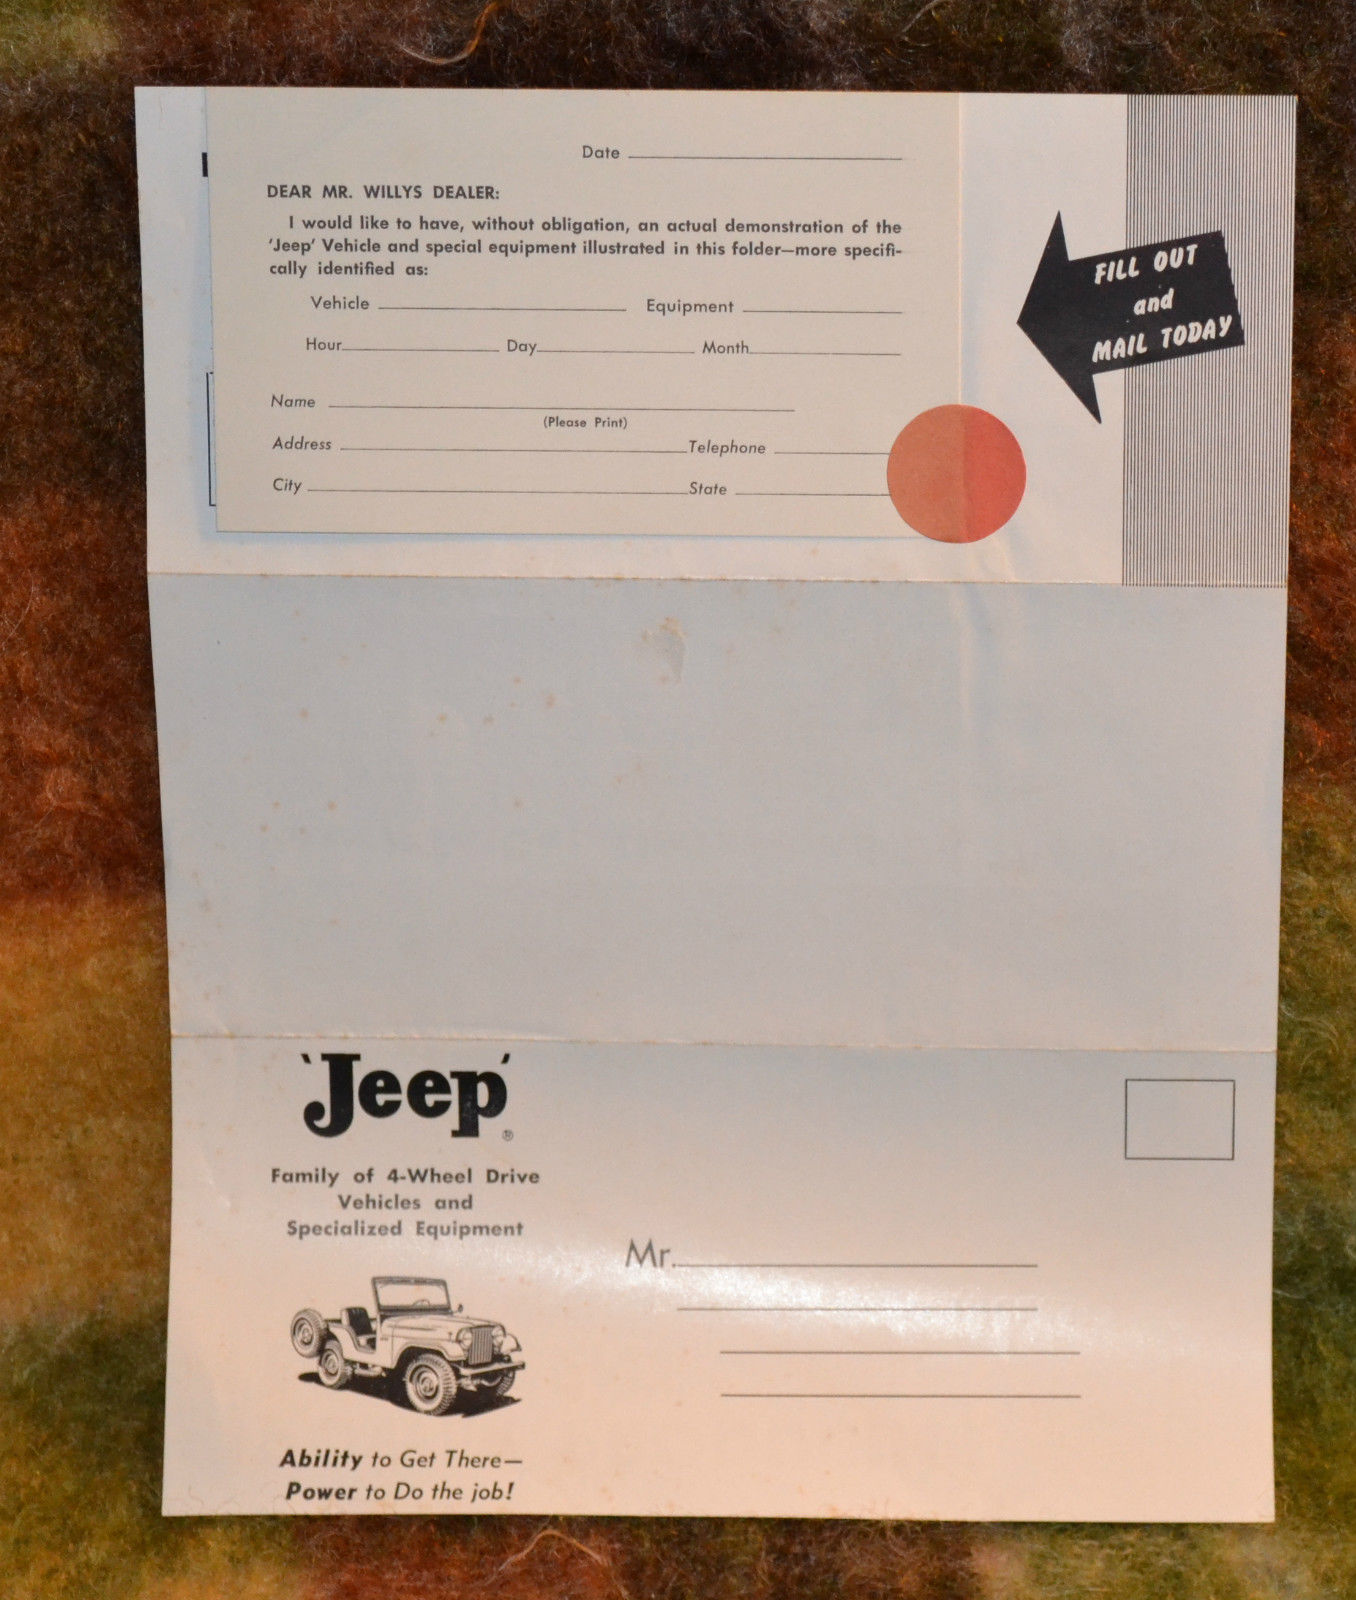 Date
DEAR MR. WILLYS DEALER:
I would like to have, without obligation, an actual demonstration of the
'Jeep' Vehicle and special equipment illustrated in this folder—more specifi-
cally identified as:
Vehicle Equipment
Hour Day Month
Name
(Please Print)
Address Telephone
City State
FILL OUT
and
MAIL TODAY
'Jeep'
®
Family of 4-Wheel Drive
Vehicles and
Specialized Equipment
Mr.
Ability to Get There—
Power to Do the job!